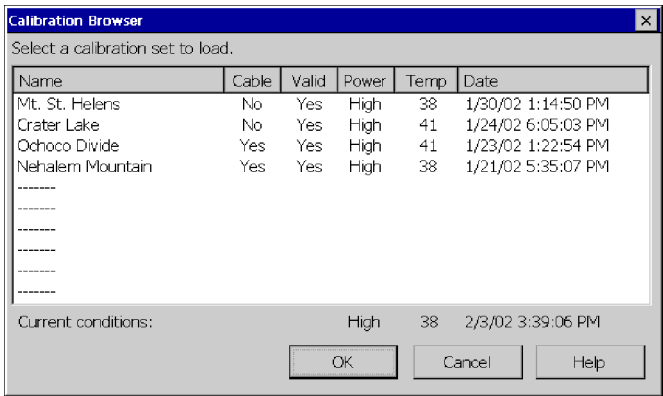 Calibration Browser
Select a calibration set to load.
Name Cable Valid Power Temp Date
Mt. St. Helens No Yes High 38 1/30/02 1:14:50 PM
Crater Lake No Yes High 41 1/24/02 6:05:03 PM
Ochoco Divide Yes Yes High 41 1/23/02 1:22:54 PM
Nehalem Mountain Yes Yes High 38 1/21/02 5:35:07 PM
-------
-------
-------
-------
-------
-------
Current conditions: High 38 2/3/02 3:39:06 PM
OK Cancel Help